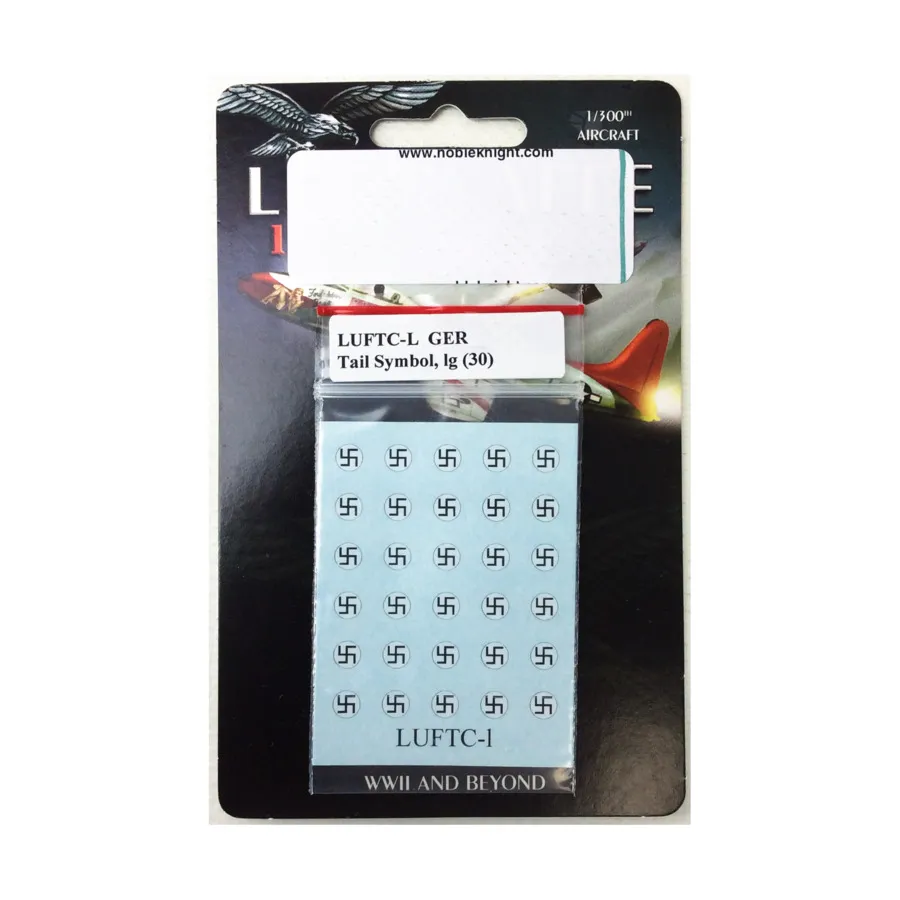 1/300TH
AIRCRAFT
www.nobleknight.com
L E
1
LUFTC-L GER
Tail Symbol, lg (30)
LUFTC-l
WWII AND BEYOND